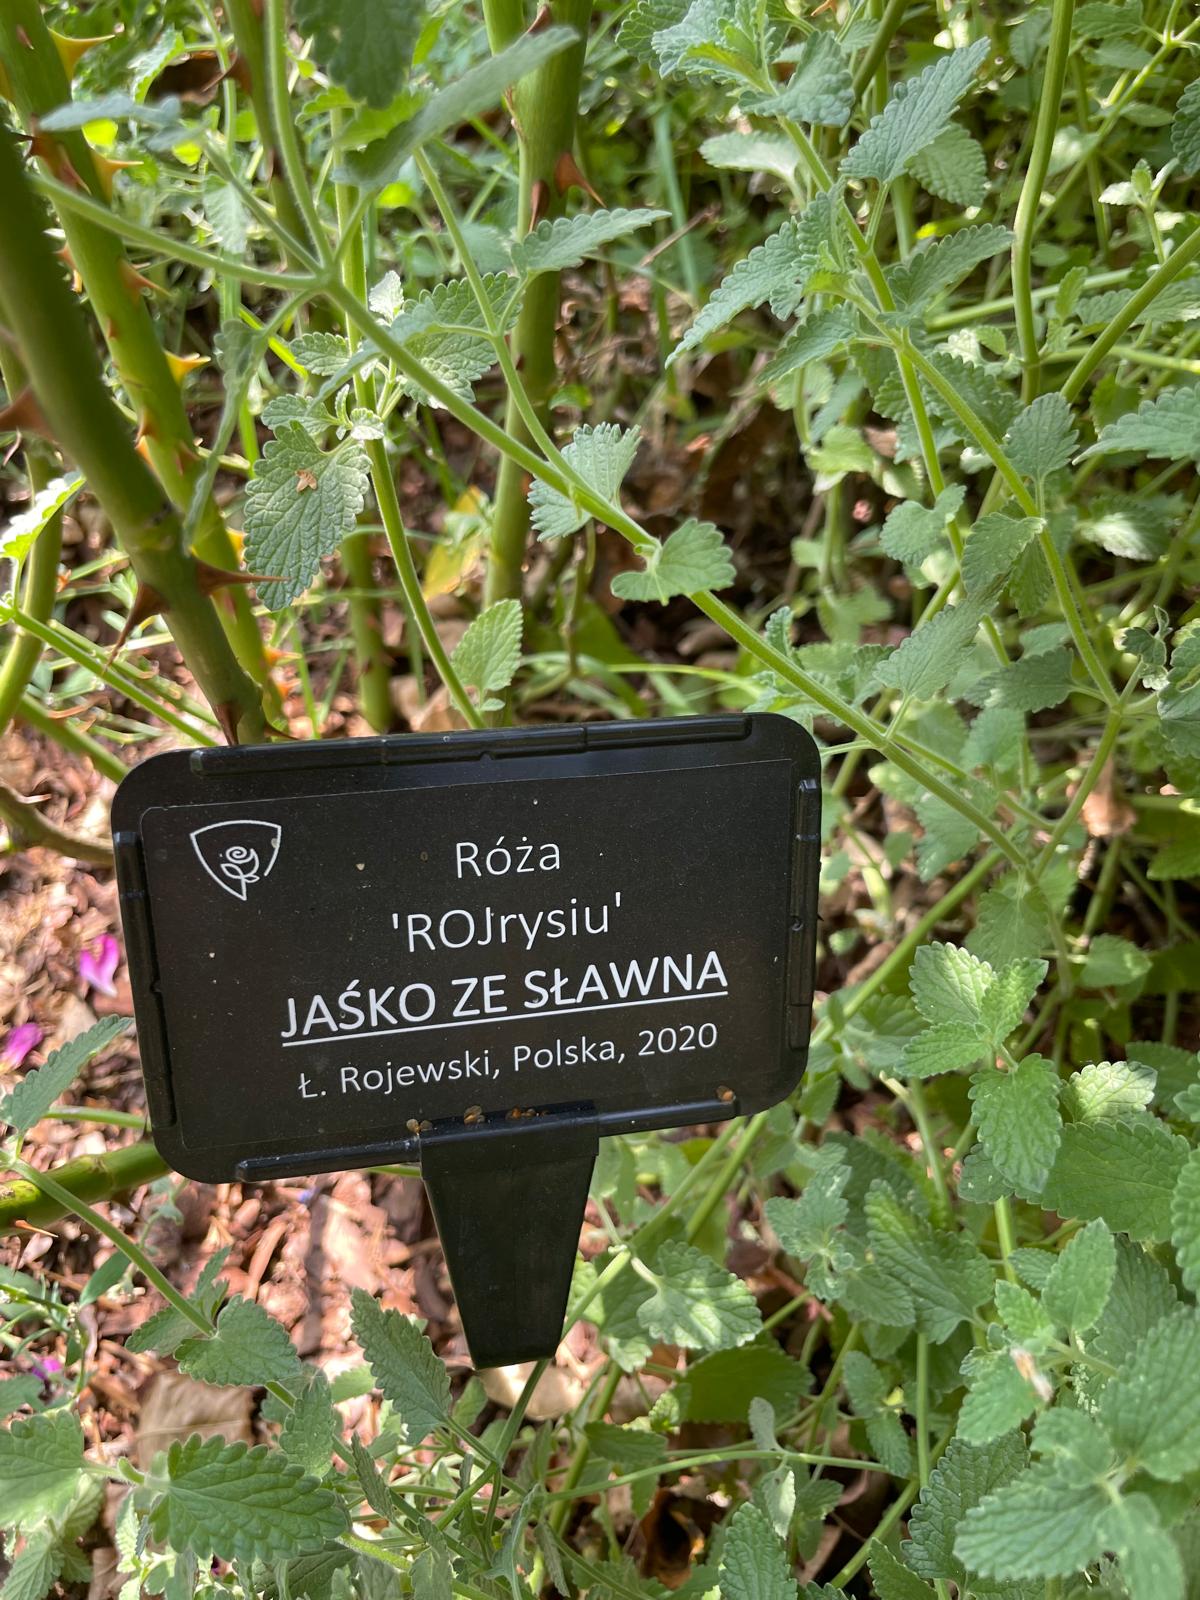 Róża
'ROJrysiu'
JAŚKO ZE SŁAWNA
Ł. Rojewski, Polska, 2020